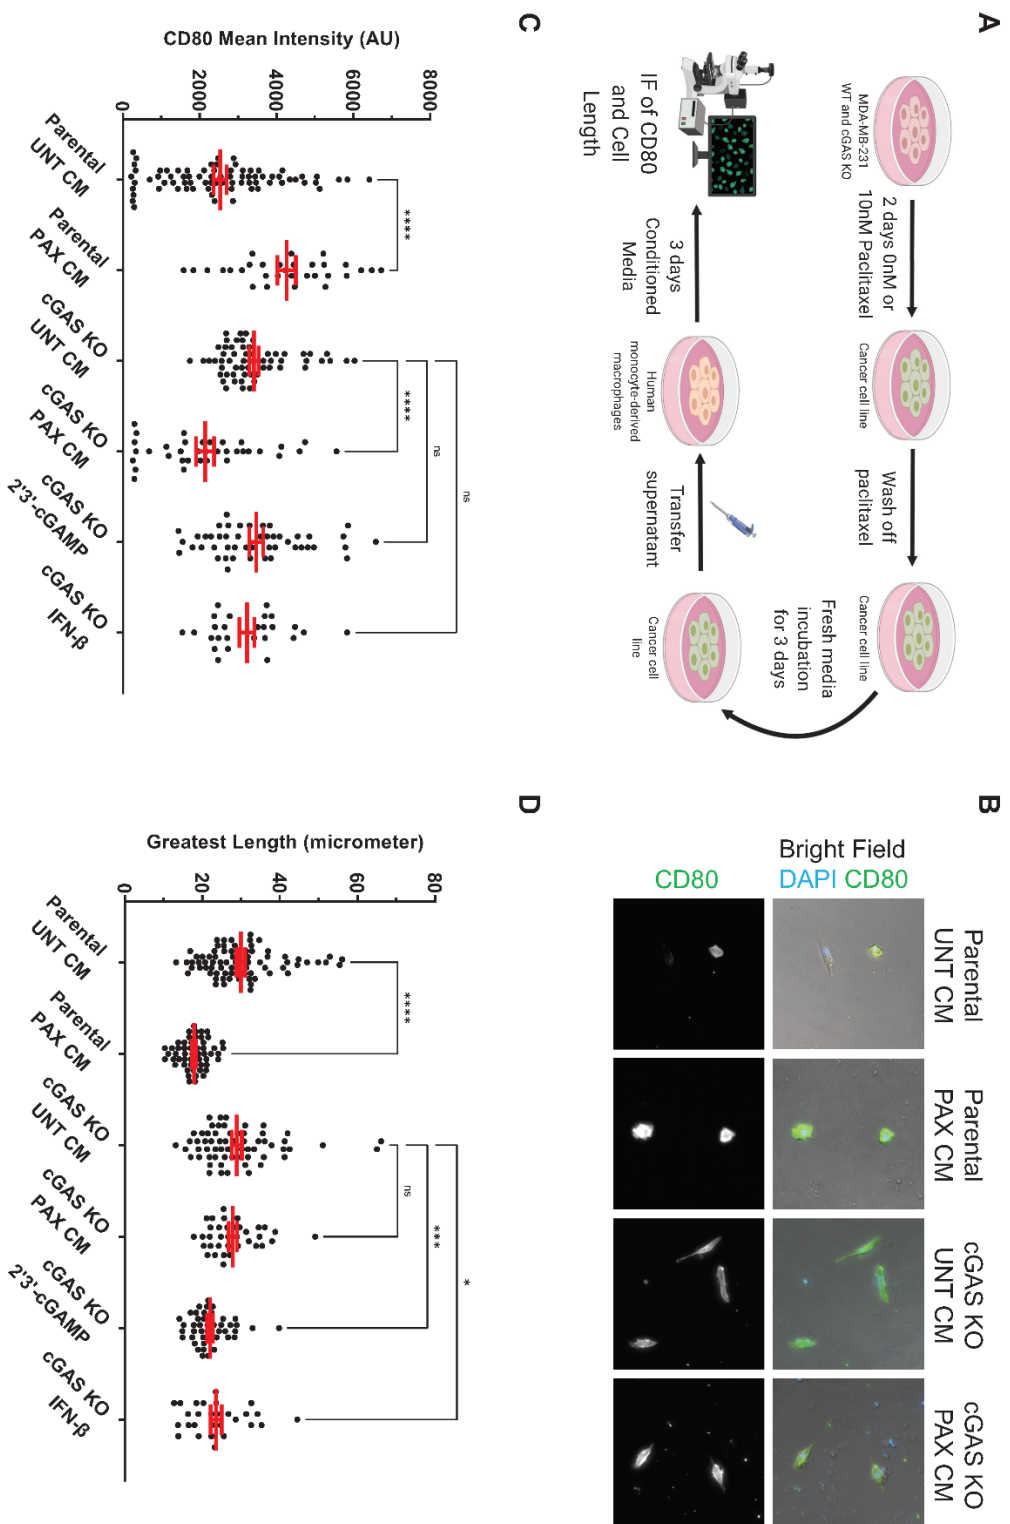 A
MDA-MB-231
WT and cGAS KO
2 days 0nM or
10nM Paclitaxel
Cancer cell line
Wash off
paclitaxel
Cancer cell line
Fresh media
incubation
for 3 days
Cancer cell
line
Transfer
supernatant
Human
monocyte-derived
macrophages
3 days
Conditioned
Media
IF of CD80
and Cell
Length
B
Parental
UNT CM
Parental
PAX CM
cGAS KO
UNT CM
cGAS KO
PAX CM
Bright Field
DAPI CD80
CD80
C
CD80 Mean Intensity (AU)
80000
60000
40000
20000
0
****
****
ns
ns
Parental
UNT CM
Parental
PAX CM
cGAS KO
UNT CM
cGAS KO
PAX CM
cGAS KO
2'3'-cGAMP
cGAS KO
IFN-β
D
Greatest Length (micrometer)
80
60
40
20
0
****
ns
***
*
Parental
UNT CM
Parental
PAX CM
cGAS KO
UNT CM
cGAS KO
PAX CM
cGAS KO
2'3'-cGAMP
cGAS KO
IFN-β